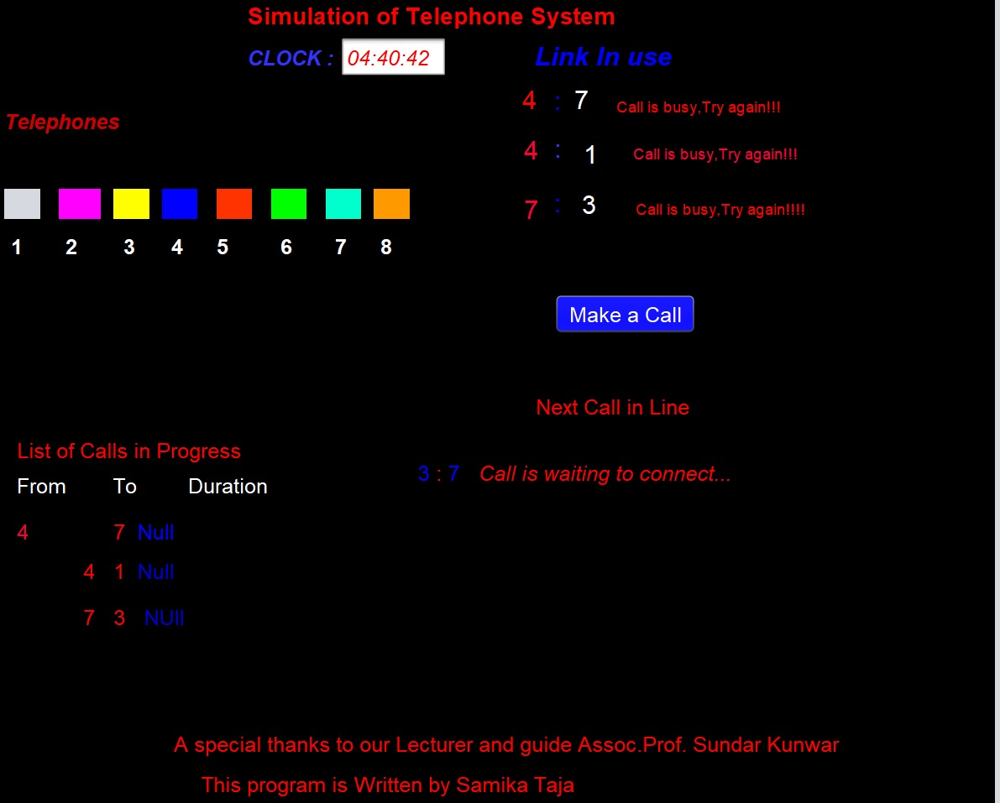 Simulation of Telephone System
CLOCK : 04:40:42
Link In use
4 : 7 Call is busy,Try again!!!
Telephones
4 : 1 Call is busy,Try again!!!
7 : 3 Call is busy,Try again!!!!
1 2 3 4 5 6 7 8
Make a Call
Next Call in Line
3 : 7 Call is waiting to connect...
List of Calls in Progress
From To Duration
4 7 Null
4 1 Null
7 3 NUll
A special thanks to our Lecturer and guide Assoc.Prof. Sundar Kunwar
This program is Written by Samika Taja